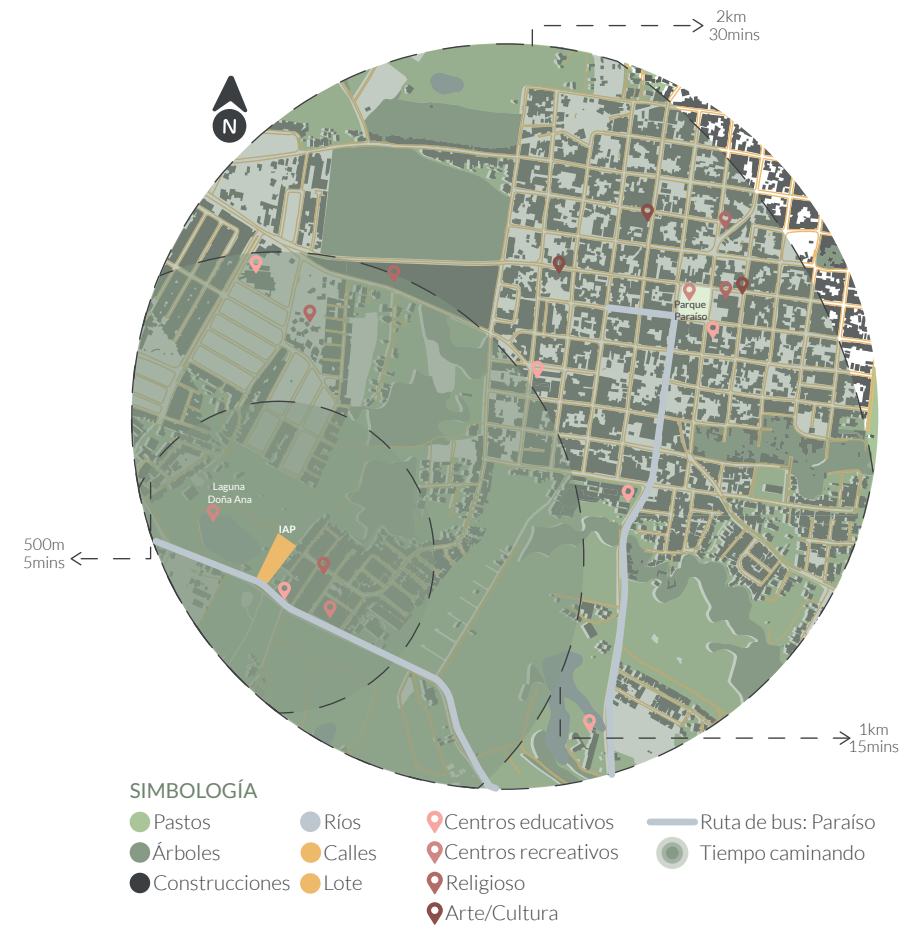 2km
30mins
N
Parque
Paraíso
Laguna
Doña Ana
IAP
500m
5mins
1km
15mins
SIMBOLOGÍA
Pastos
Árboles
Construcciones
Ríos
Calles
Lote
Centros educativos
Centros recreativos
Religioso
Arte/Cultura
Ruta de bus: Paraíso
Tiempo caminando